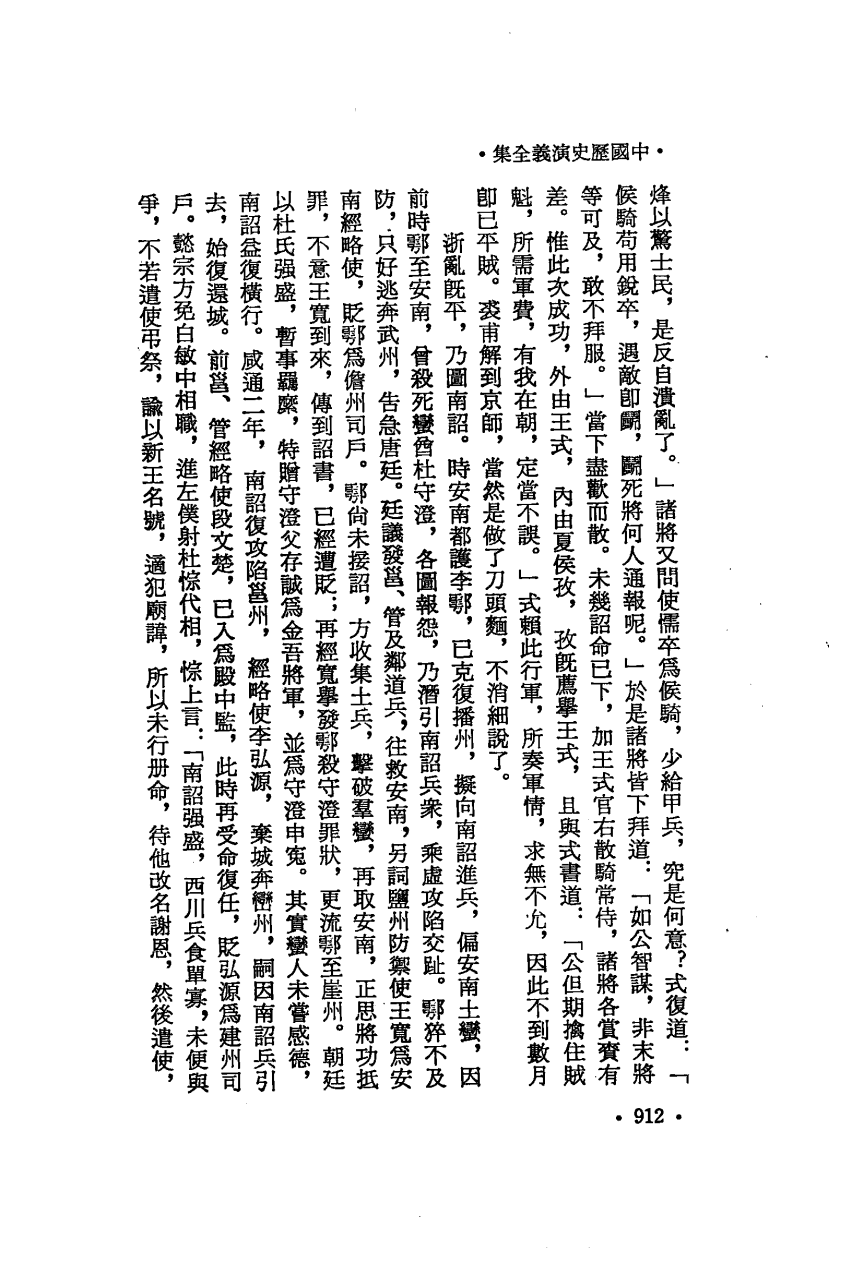 •中國歷史演義全集•
烽以驚士民，是反自潰亂了。」諸將又問使懦卒爲候騎，少給甲兵，究是何意？式復道：「
候騎苟用銳卒，遇敵卽鬭，鬭死將何人通報呢。」於是諸將皆下拜道：「如公智謀，非末將
等可及，敢不拜服。」當下盡歡而散。未幾詔命已下，加王式官右散騎常侍，諸將各賞賚有
差。惟此次成功，外由王式，內由夏侯孜，孜旣薦舉王式，且與式書道：「公但期擒住賊
魁，所需軍費，有我在朝，定當不誤。」式賴此行軍，所奏軍情，求無不允，因此不到數月
卽已平賊。裘甫解到京師，當然是做了刀頭麵，不消細說了。
浙亂旣平，乃圖南詔。時安南都護李鄠，已克復播州，擬向南詔進兵，偏安南土蠻，因
前時鄠至安南，曾殺死蠻酋杜守澄，各圖報怨，乃潛引南詔兵衆，乘虛攻陷交趾。鄠猝不及
防，只好逃奔武州，告急唐廷。廷議發邕、管及鄰道兵，往救安南，另詞鹽州防禦使王寬爲安
南經略使，貶鄠爲儋州司戶。鄠尙未接詔，方收集士兵，擊破羣蠻，再取安南，正思將功抵
罪，不意王寬到來，傳到詔書，已經遭貶；再經寬舉發鄠殺守澄罪狀，更流鄠至崖州。朝廷
以杜氏强盛，暫事羈縻，特贈守澄父存誠爲金吾將軍，並爲守澄申寃。其實蠻人未嘗感德，
南詔益復橫行。咸通二年，南詔復攻陷邕州，經略使李弘源，棄城奔巒州，嗣因南詔兵引
去，始復還城。前邕、管經略使段文楚，已入爲殿中監，此時再受命復任，貶弘源爲建州司
戶。懿宗方免白敏中相職，進左僕射杜悰代相，悰上言：「南詔强盛，西川兵食單寡，未便與
爭，不若遣使弔祭，諭以新王名號，適犯廟諱，所以未行册命，待他改名謝恩，然後遣使，
•912•